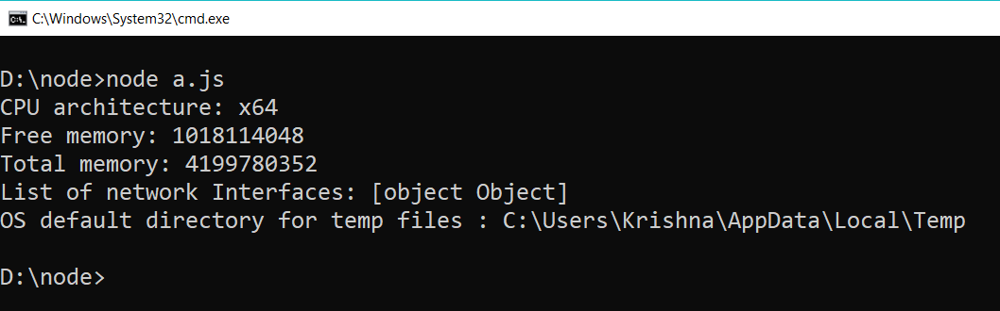 C:\Windows\System32\cmd.exe
D:\node>node a.js
CPU architecture: x64
Free memory: 1018114048
Total memory: 4199780352
List of network Interfaces: [object Object]
OS default directory for temp files : C:\Users\Krishna\AppData\Local\Temp
D:\node>